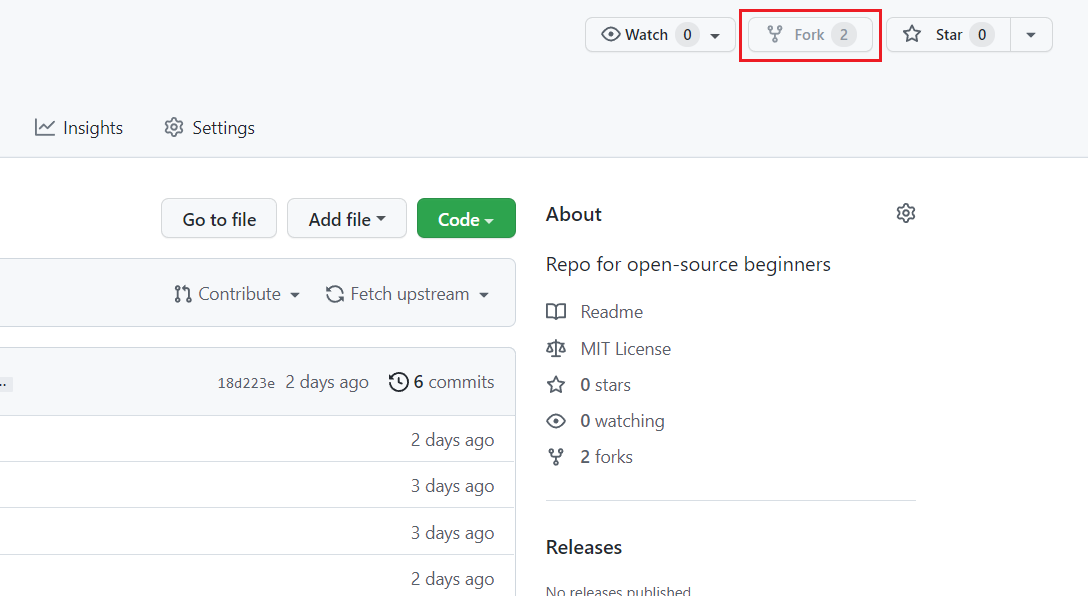 Watch 0 Fork 2 Star 0
Insights Settings
Go to file Add file Code
About
Repo for open-source beginners
Contribute Fetch upstream
Readme
MIT License
.. 18d223e 2 days ago 6 commits
0 stars
0 watching
2 days ago
2 forks
3 days ago
3 days ago
Releases
2 days ago
No releases published